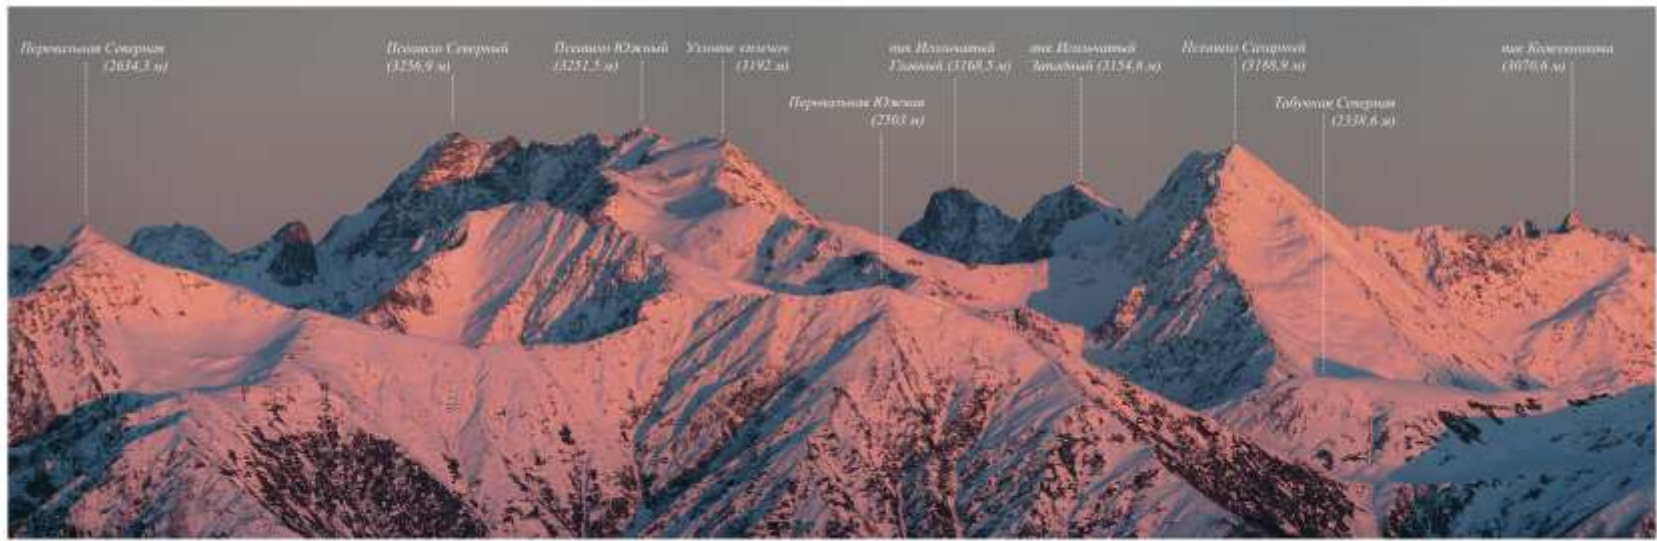 Перевальная Северная
(2634,3 м)
Псеашхо Северный
(3256,9 м)
Псеашхо Южный
(3251,5 м)
Узловое плечо
(3192 м)
пик Игольчатый
Главный (3168,5 м)
пик Игольчатый
Западный (3154,8 м)
Псеашхо Сахарный
(3188,9 м)
пик Кожевникова
(3070,6 м)
Перевальная Южная
(2503 м)
Табунная Северная
(2338,6 м)